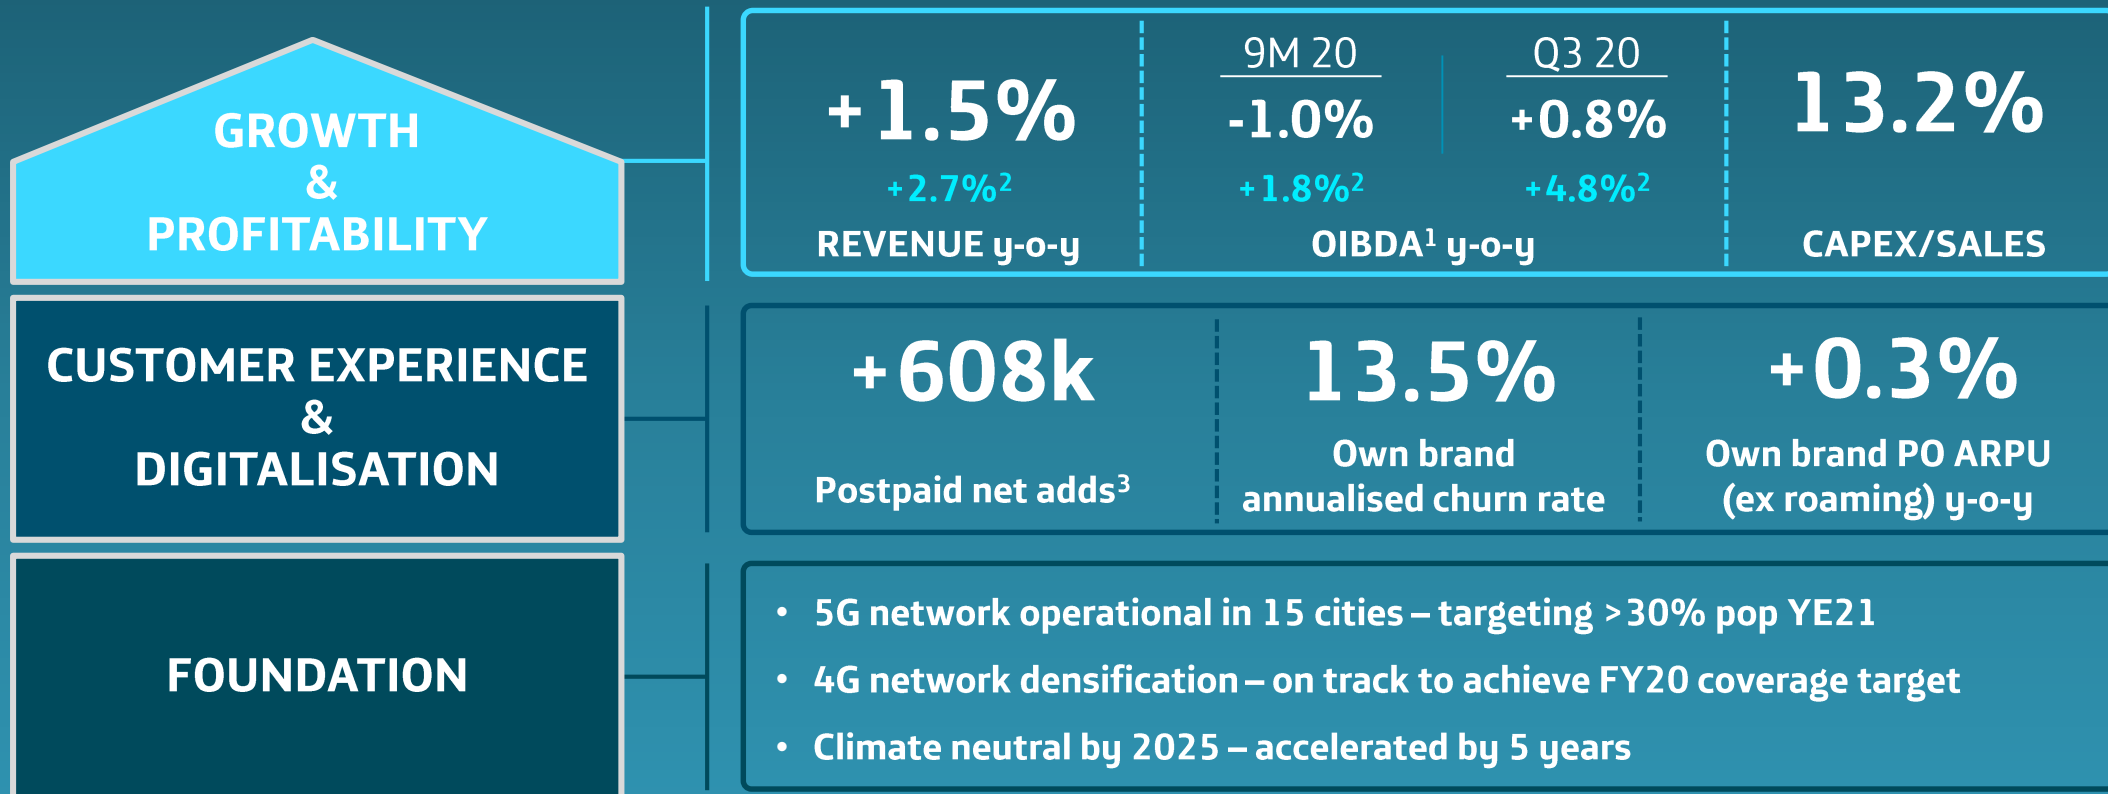 GROWTH
&
PROFITABILITY
+1.5%
+2.7%²
REVENUE y-o-y
9M 20
-1.0%
+1.8%²
Q3 20
+0.8%
+4.8%²
OIBDA¹ y-o-y
13.2%
CAPEX/SALES
CUSTOMER EXPERIENCE
&
DIGITALISATION
+608k
Postpaid net adds³
13.5%
Own brand
annualised churn rate
+0.3%
Own brand PO ARPU
(ex roaming) y-o-y
FOUNDATION
• 5G network operational in 15 cities – targeting >30% pop YE21
• 4G network densification – on track to achieve FY20 coverage target
• Climate neutral by 2025 – accelerated by 5 years